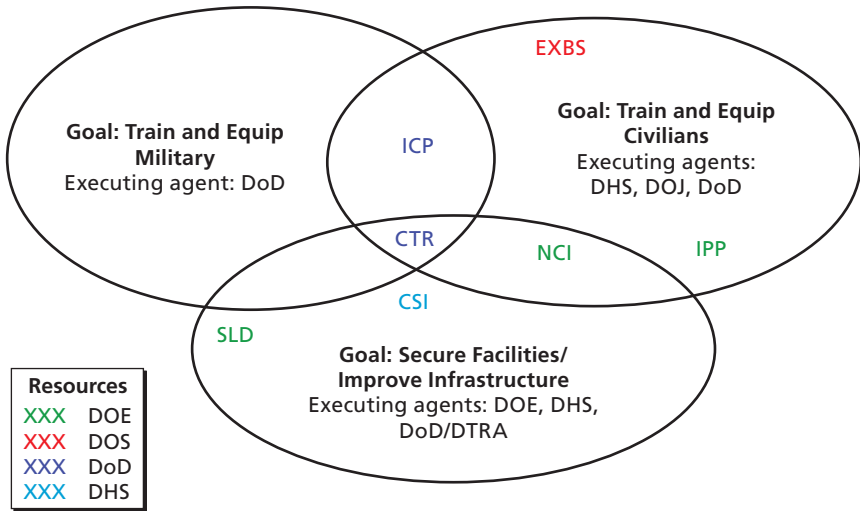 EXBS
Goal: Train and Equip
Military
Executing agent: DoD
ICP
Goal: Train and Equip
Civilians
Executing agents:
DHS, DOJ, DoD
CTR
NCI
IPP
CSI
SLD
Goal: Secure Facilities/
Improve Infrastructure
Executing agents: DOE, DHS,
DoD/DTRA
Resources
XXX DOE
XXX DOS
XXX DoD
XXX DHS